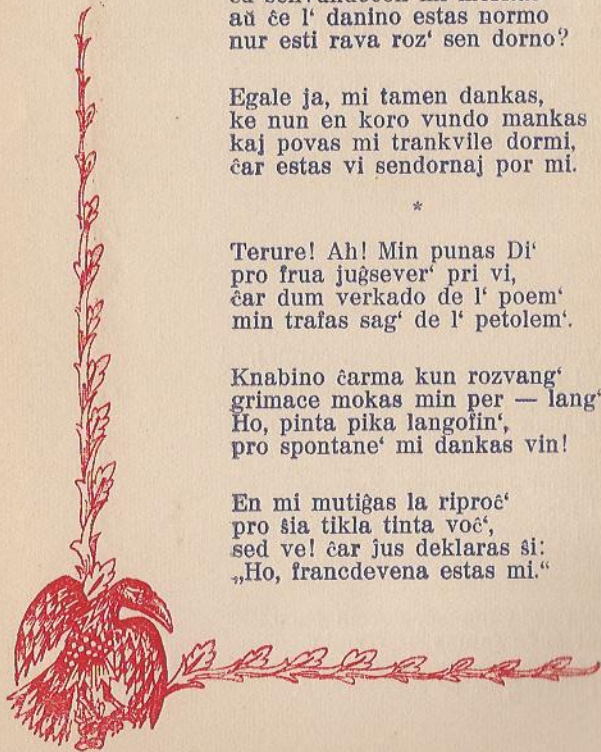 aŭ ĉe l‘ danino estas normo
nur esti rava roz‘ sen dorno?
Egale ja, mi tamen dankas,
ke nun en koro vundo mankas
kaj povas mi trankvile dormi,
ĉar estas vi sendornaj por mi.
*
Terure! Ah! Min punas Di‘
pro frua juĝsever‘ pri vi,
ĉar dum verkado de l‘ poem‘
min trafas sag‘ de l‘ petolem‘.
Knabino ĉarma kun rozvang‘
grimace mokas min per — lang‘
Ho, pinta pika langofin‘,
pro spontane‘ mi dankas vin!
En mi mutiĝas la riproĉ‘
pro ŝia tikla tinta voĉ‘,
sed ve! ĉar ĵus deklaras ŝi:
„Ho, francdevena estas mi.“